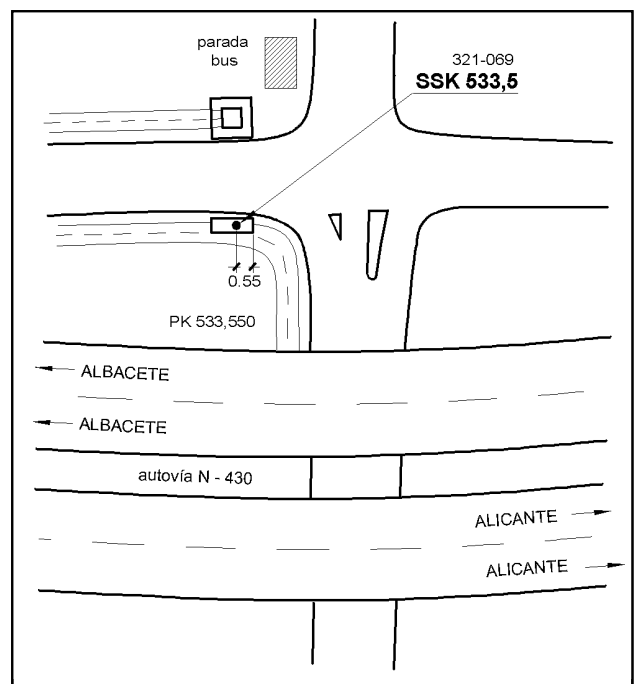 parada
bus
321-069
SSK 533,5
0.55
PK 533,550
ALBACETE
ALBACETE
autovía N - 430
ALICANTE
ALICANTE